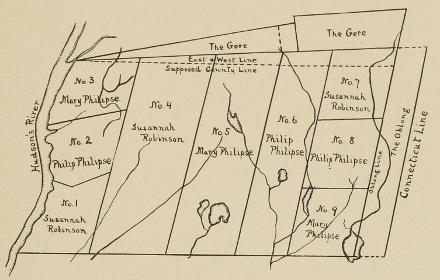 The Gore
The Gore
East & West Line
Supposed County Line
No. 3
Mary Philipse
No. 2
Philip Philipse
No. 1
Susannah
Robinson
No. 4
Susannah
Robinson
No. 5
Mary Philipse
No. 6
Philip
Philipse
No. 7
Susannah
Robinson
No. 8
Philip Philipse
No. 9
Mary
Philipse
Hudson's River
Oblong Line
The Oblong
Connecticut Line